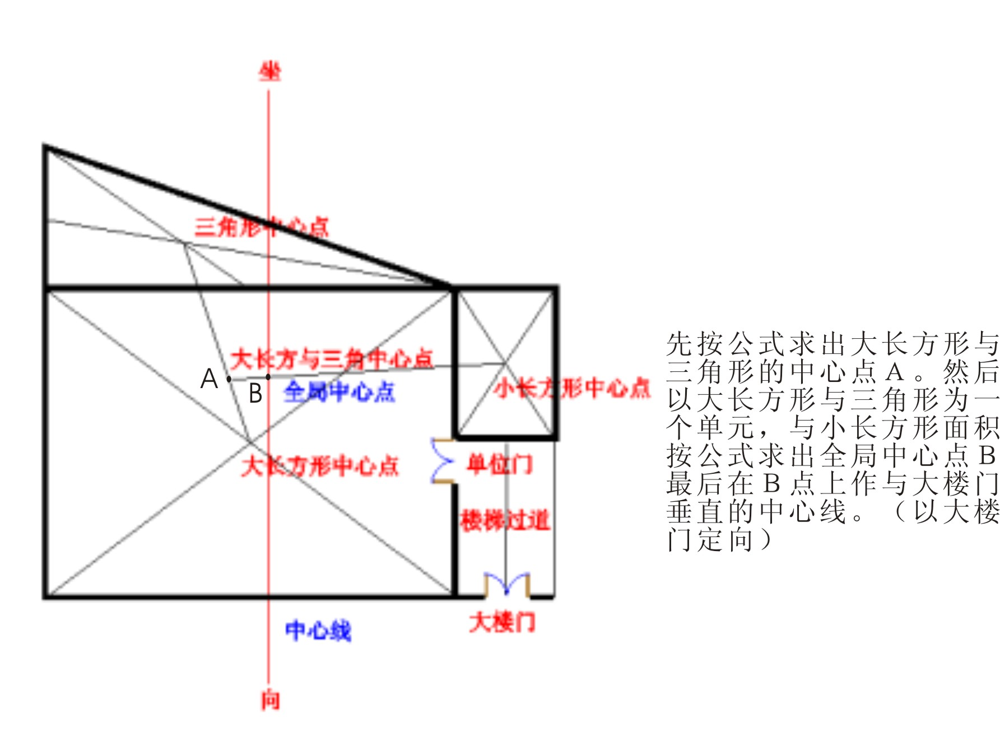 坐
三角形中心点
大长方与三角中心点
A
B
全局中心点
小长方形中心点
大长方形中心点
单位门
楼梯过道
大楼门
中心线
向
先按公式求出大长方形与
三角形的中心点A。然后
以大长方形与三角形为一
个单元，与小长方形面积
按公式求出全局中心点B
最后在B点上作与大楼门
垂直的中心线。（以大楼
门定向）